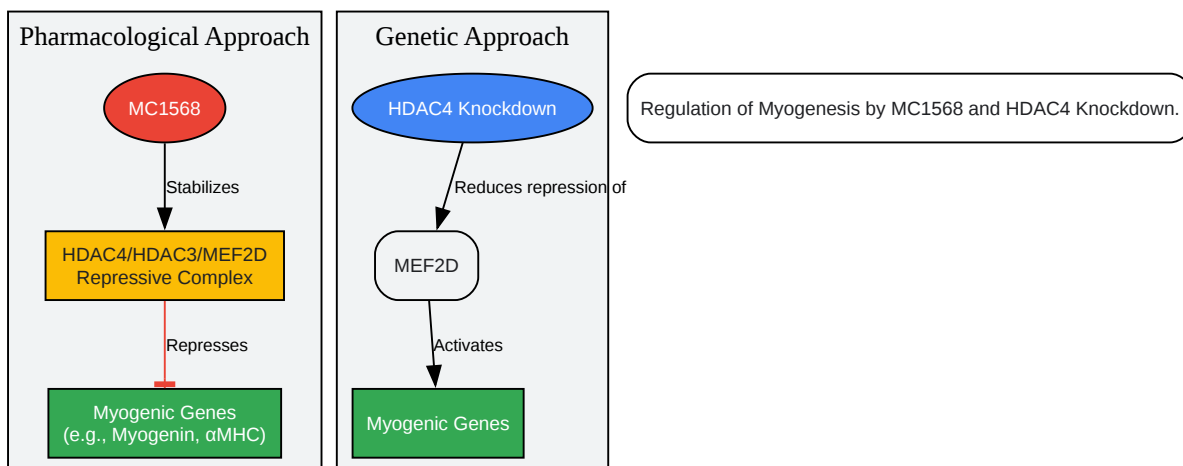 Pharmacological Approach
MC1568
Stabilizes
HDAC4/HDAC3/MEF2D
Repressive Complex
Represses
Myogenic Genes
(e.g., Myogenin, αMHC)
Genetic Approach
HDAC4 Knockdown
Reduces repression of
MEF2D
Activates
Myogenic Genes
Regulation of Myogenesis by MC1568 and HDAC4 Knockdown.